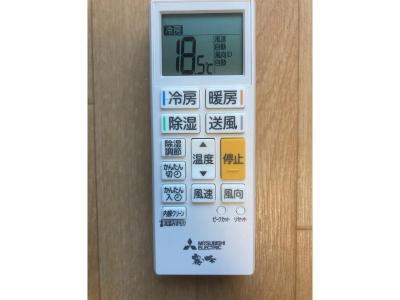 冷房
18.5℃
風速
自動
風向
自動
冷房
暖房
除湿
送風
除湿
調節
温度
停止
かんたん
切
かんたん
入
風速
風向
内部クリーン
ピークカット
リセット
MITSUBISHI
ELECTRIC
霧ヶ峰